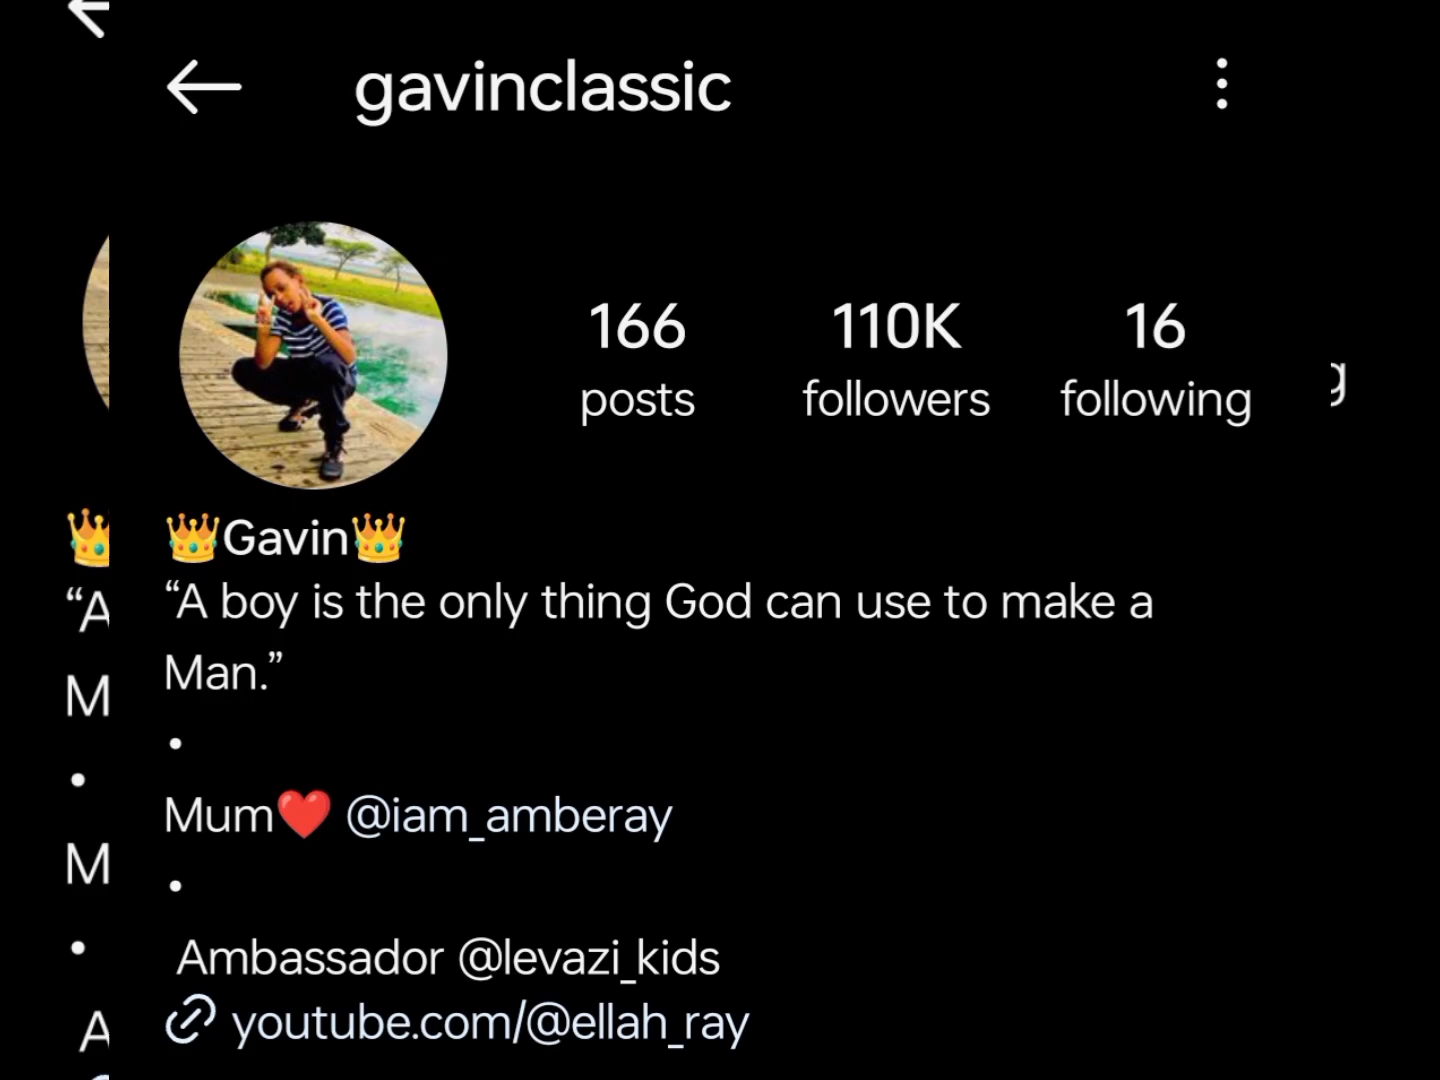 gavinclassic
166 110K 16
posts followers following
👑Gavin👑
“A boy is the only thing God can use to make a
Man.”
•
Mum❤️ @iam_amberay
•
Ambassador @levazi_kids
youtube.com/@ellah_ray